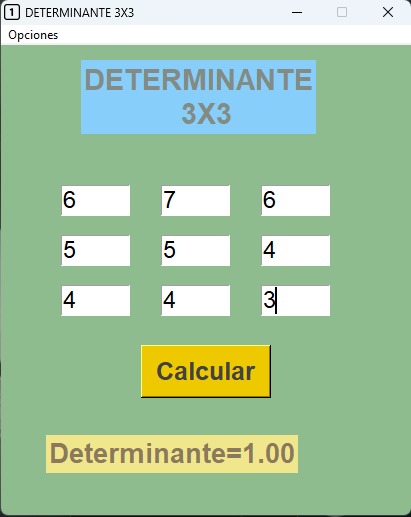 1 DETERMINANTE 3X3
Opciones
DETERMINANTE
3X3
6 7 6
5 5 4
4 4 3
Calcular
Determinante=1.00